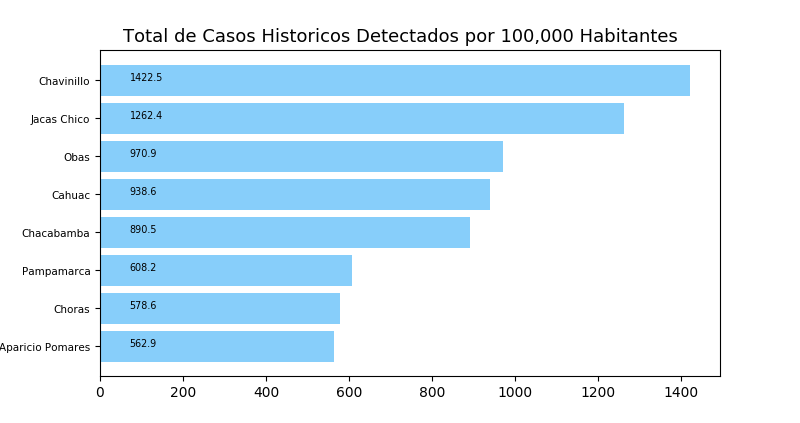 Total de Casos Historicos Detectados por 100,000 Habitantes
Chavinillo 1422.5
Jacas Chico 1262.4
Obas 970.9
Cahuac 938.6
Chacabamba 890.5
Pampamarca 608.2
Choras 578.6
Aparicio Pomares 562.9
0 200 400 600 800 1000 1200 1400